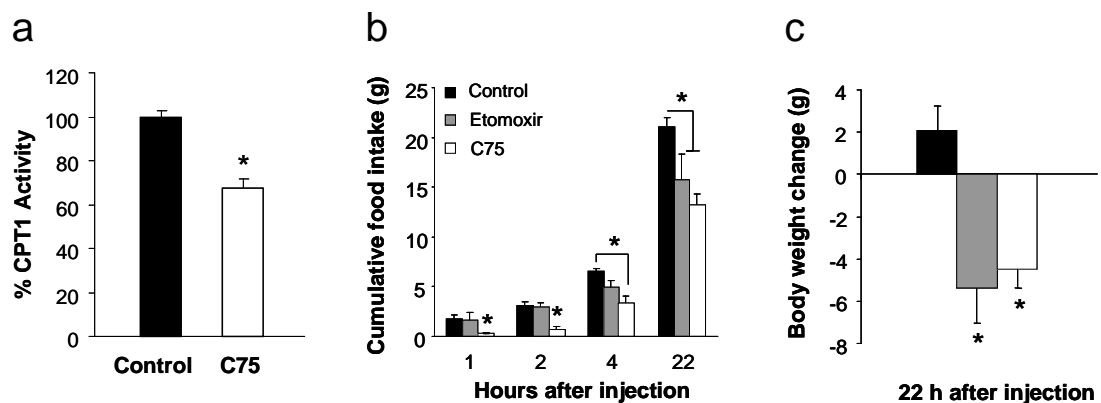 a
% CPT1 Activity
120
100
80
60
40
20
0
*
Control C75
b
Cumulative food intake (g)
25
20
15
10
5
0
Control
Etomoxir
C75
* * * *
1 2 4 22
Hours after injection
c
Body weight change (g)
4
2
0
-2
-4
-6
-8
*
*
22 h after injection